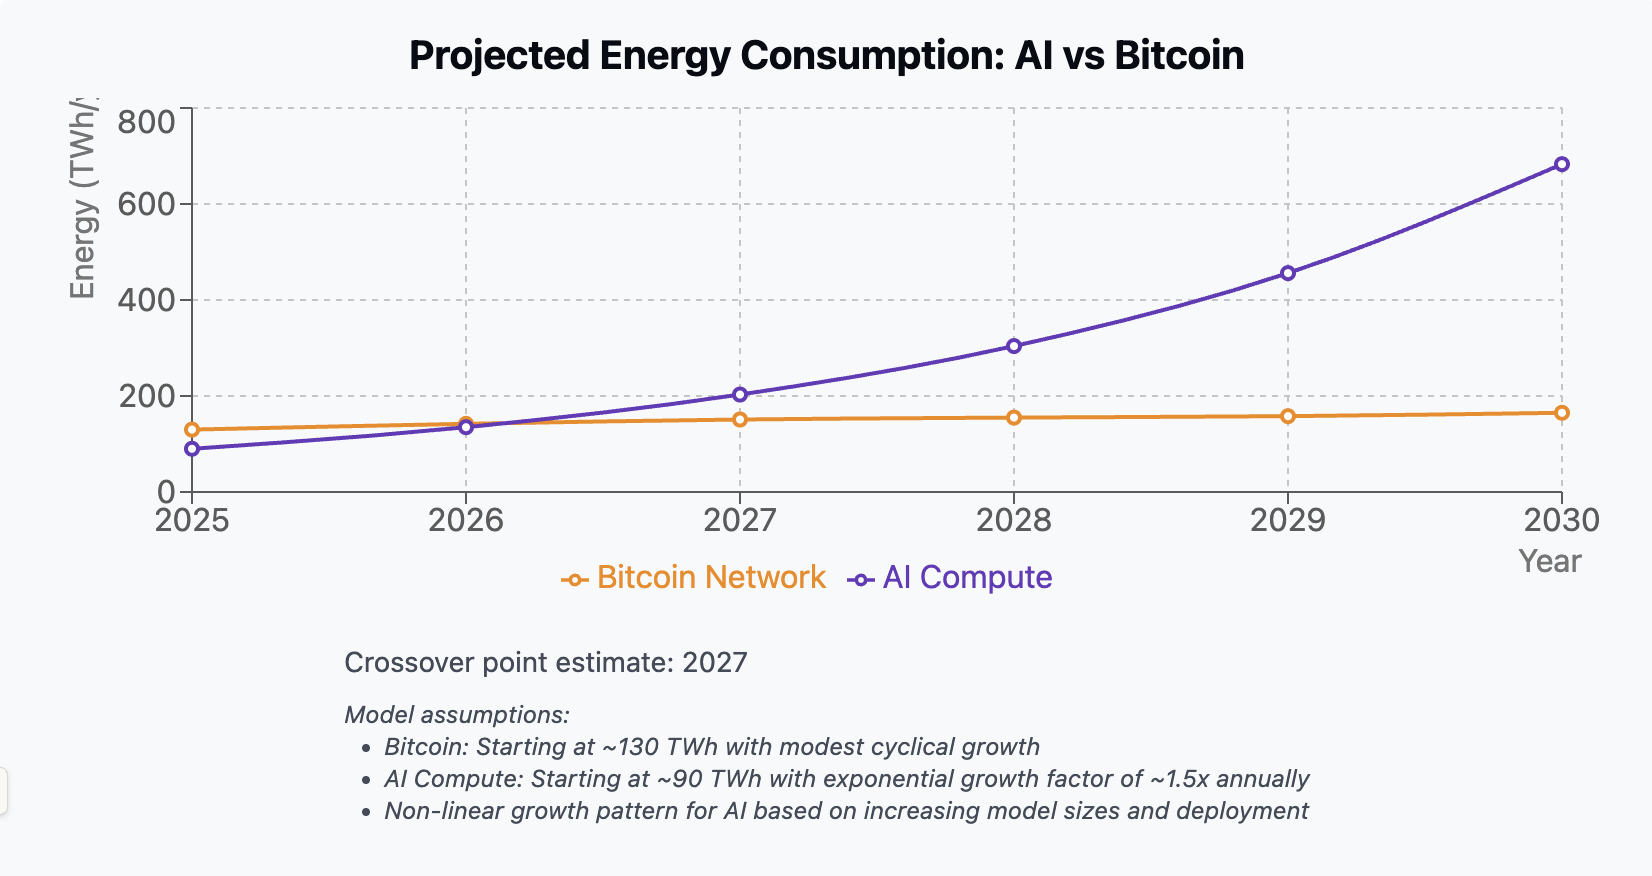 Projected Energy Consumption: AI vs Bitcoin
Energy (TWh/
800
600
400
200
0
2025 2026 2027 2028 2029 2030
Year
Bitcoin Network AI Compute
Crossover point estimate: 2027
Model assumptions:
• Bitcoin: Starting at ~130 TWh with modest cyclical growth
• AI Compute: Starting at ~90 TWh with exponential growth factor of ~1.5x annually
• Non-linear growth pattern for AI based on increasing model sizes and deployment